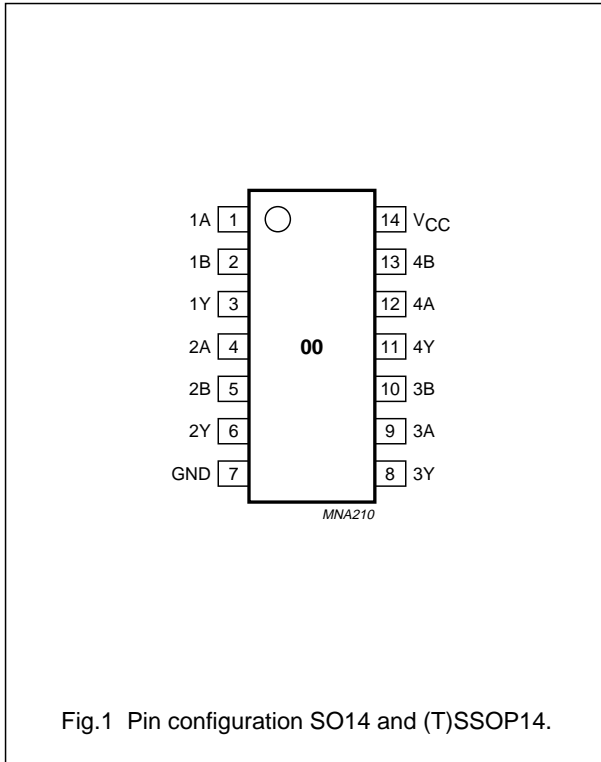 1A 1 14 VCC
1B 2 13 4B
1Y 3 12 4A
2A 4 00 11 4Y
2B 5 10 3B
2Y 6 9 3A
GND 7 8 3Y
MNA210
Fig.1 Pin configuration SO14 and (T)SSOP14.